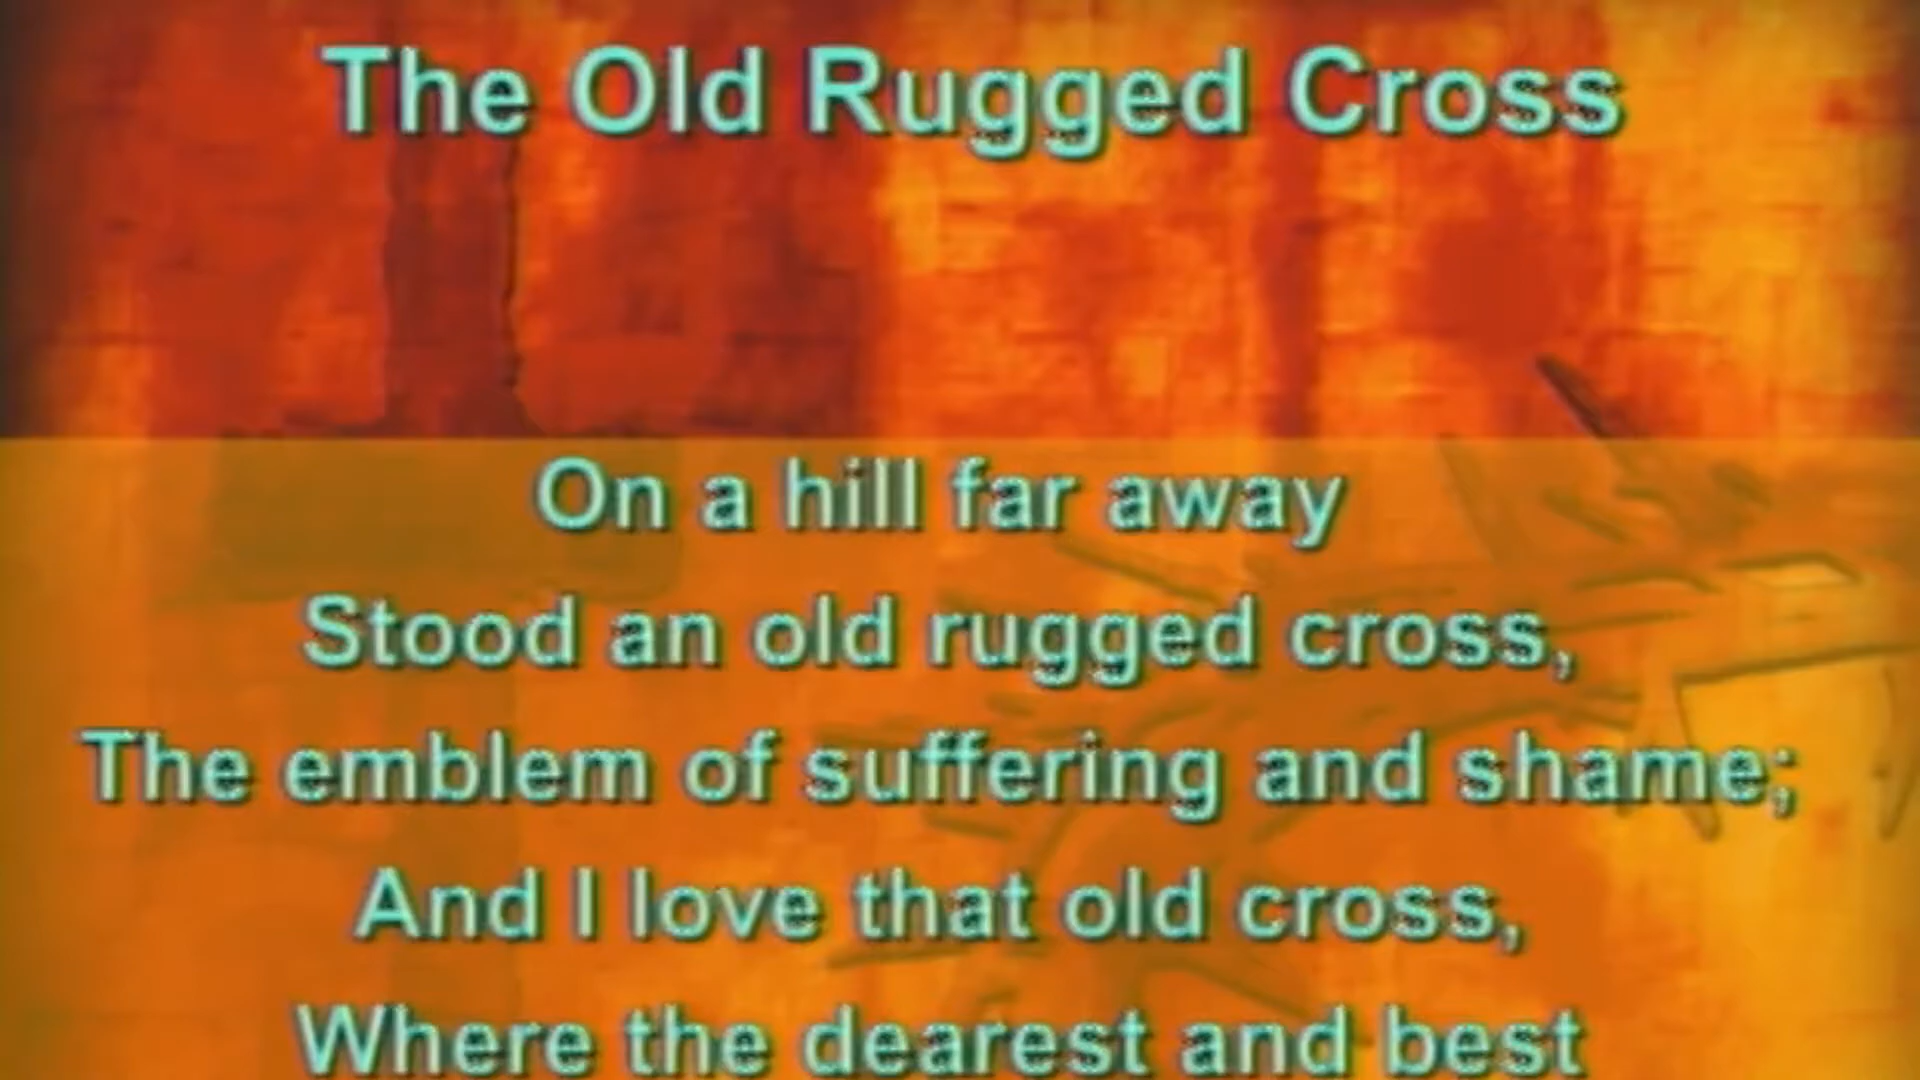 The Old Rugged Cross
On a hill far away
Stood an old rugged cross,
The emblem of suffering and shame;
And I love that old cross,
Where the dearest and best